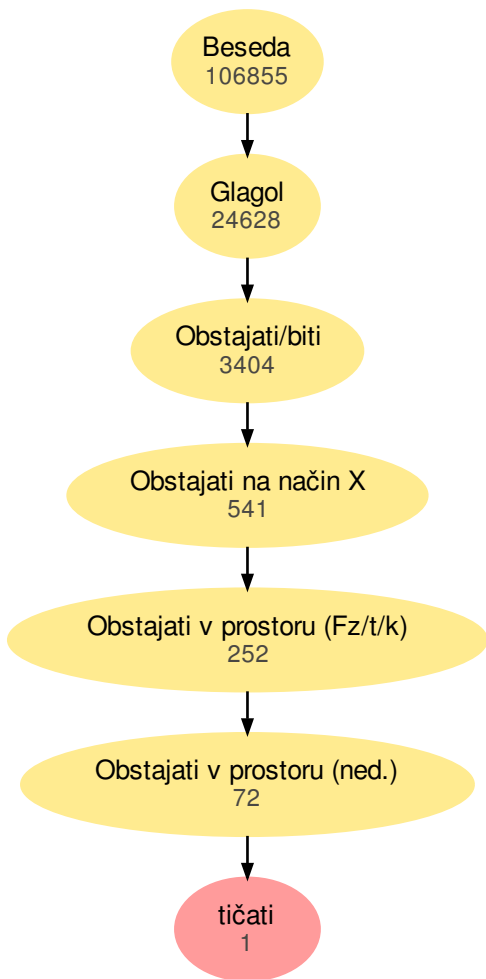 Beseda
106855
Glagol
24628
Obstajati/biti
3404
Obstajati na način X
541
Obstajati v prostoru (Fz/t/k)
252
Obstajati v prostoru (ned.)
72
tičati
1